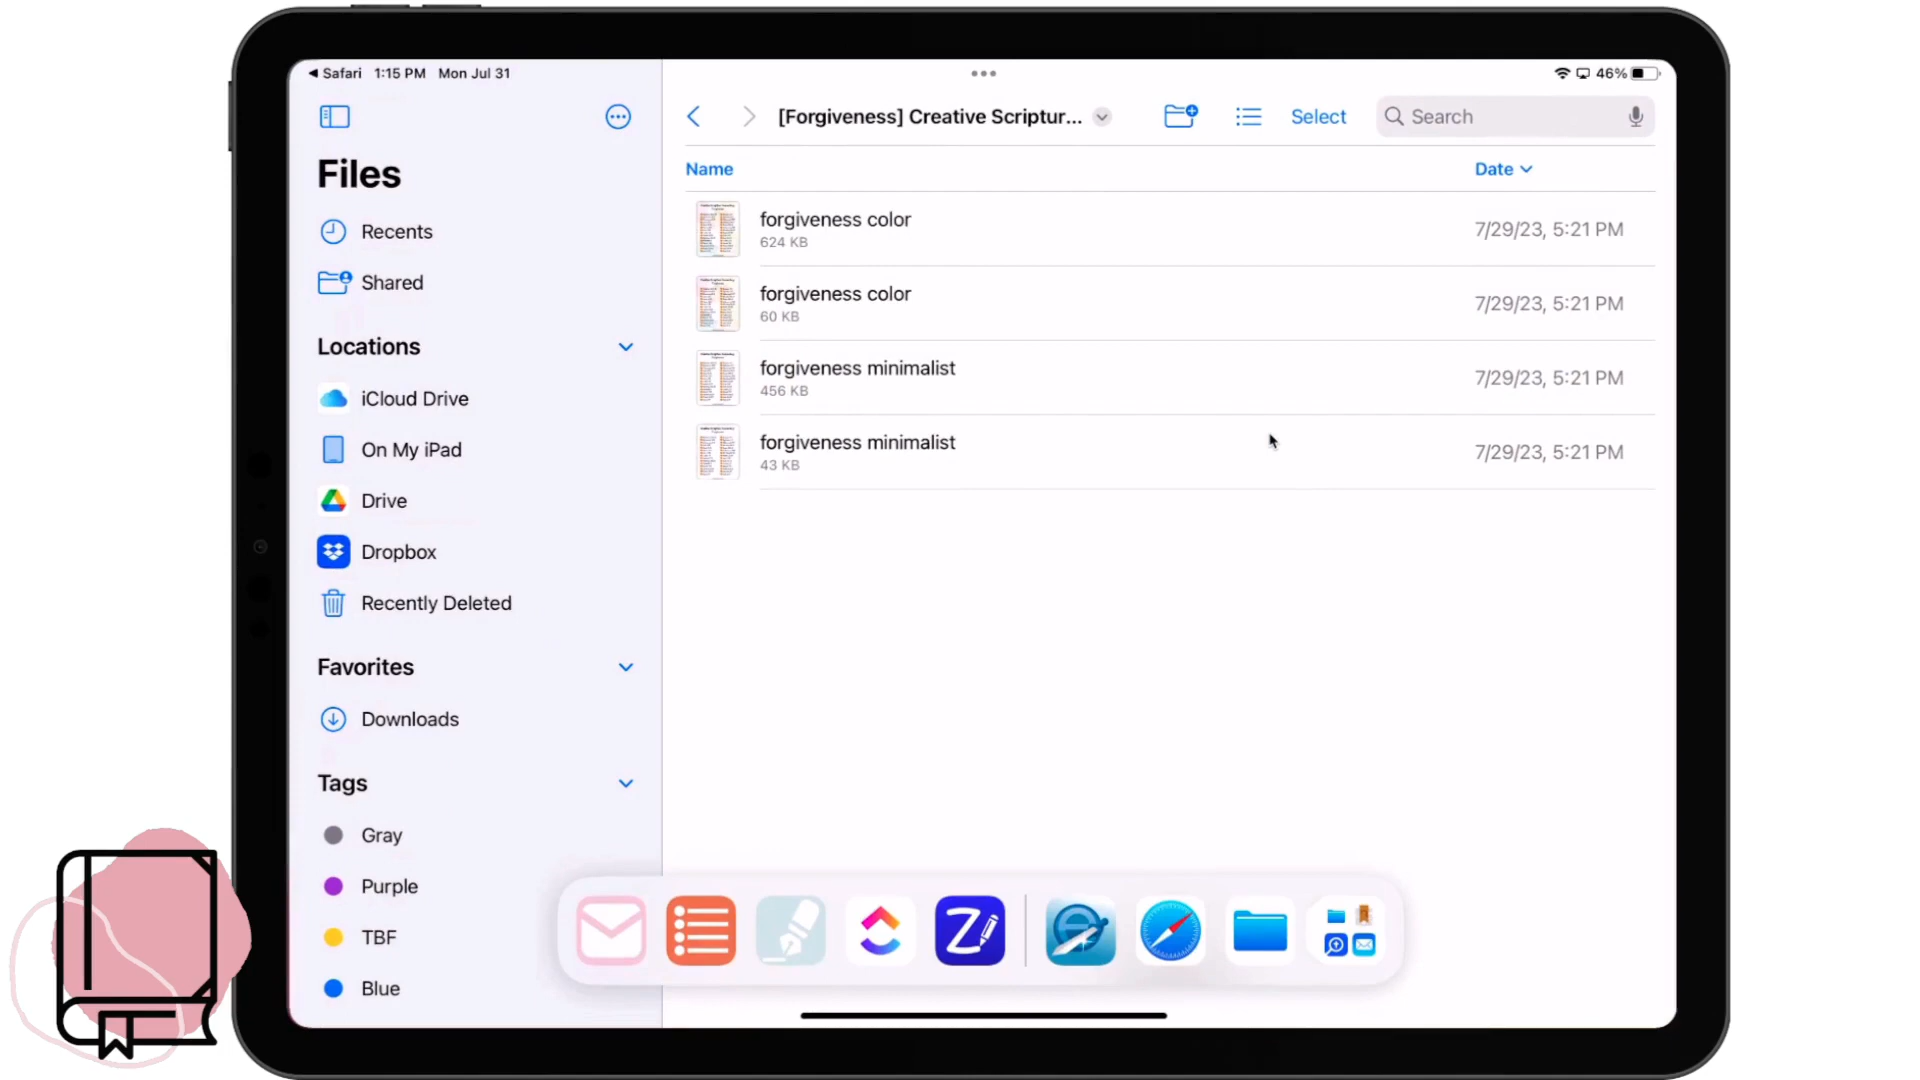 Safari 1:15 PM Mon Jul 31
46%
Files
Recents
Shared
Locations
iCloud Drive
On My iPad
Drive
Dropbox
Recently Deleted
Favorites
Downloads
Tags
Gray
Purple
TBF
Blue
[Forgiveness] Creative Scriptur...
Select
Search
Name
Date
forgiveness color
624 KB
7/29/23, 5:21 PM
forgiveness color
60 KB
7/29/23, 5:21 PM
forgiveness minimalist
456 KB
7/29/23, 5:21 PM
forgiveness minimalist
43 KB
7/29/23, 5:21 PM